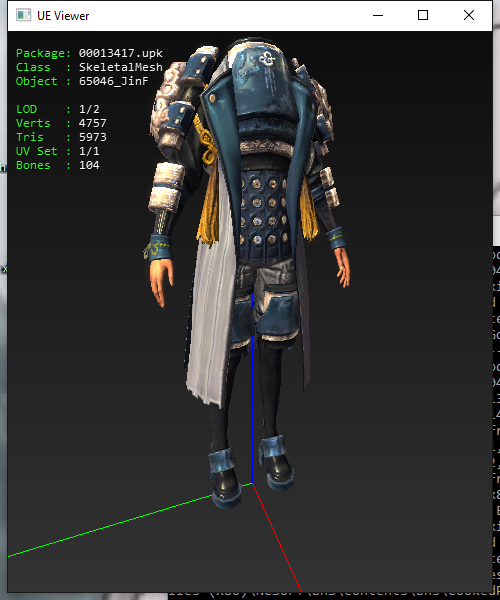 UE Viewer
Package: 00013417.upk
Class : SkeletalMesh
Object : 65046_JinF
LOD : 1/2
Verts : 4757
Tris : 5973
UV Set : 1/1
Bones : 104